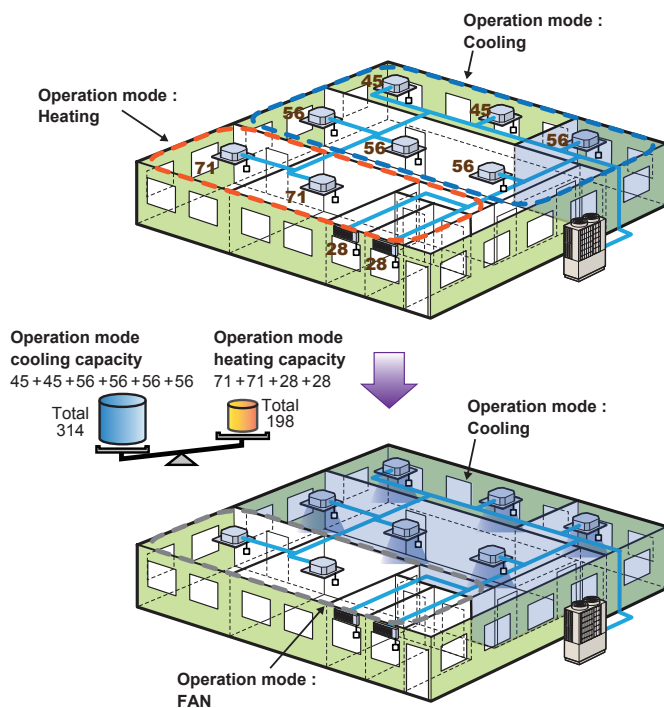 Operation mode :
Cooling
Operation mode :
Heating
45
56
45
56
56
56
71
71
28
28
Operation mode
cooling capacity
45+45+56+56+56+56
Total
314
Operation mode
heating capacity
71+71+28+28
Total
198
Operation mode :
Cooling
Operation mode :
FAN